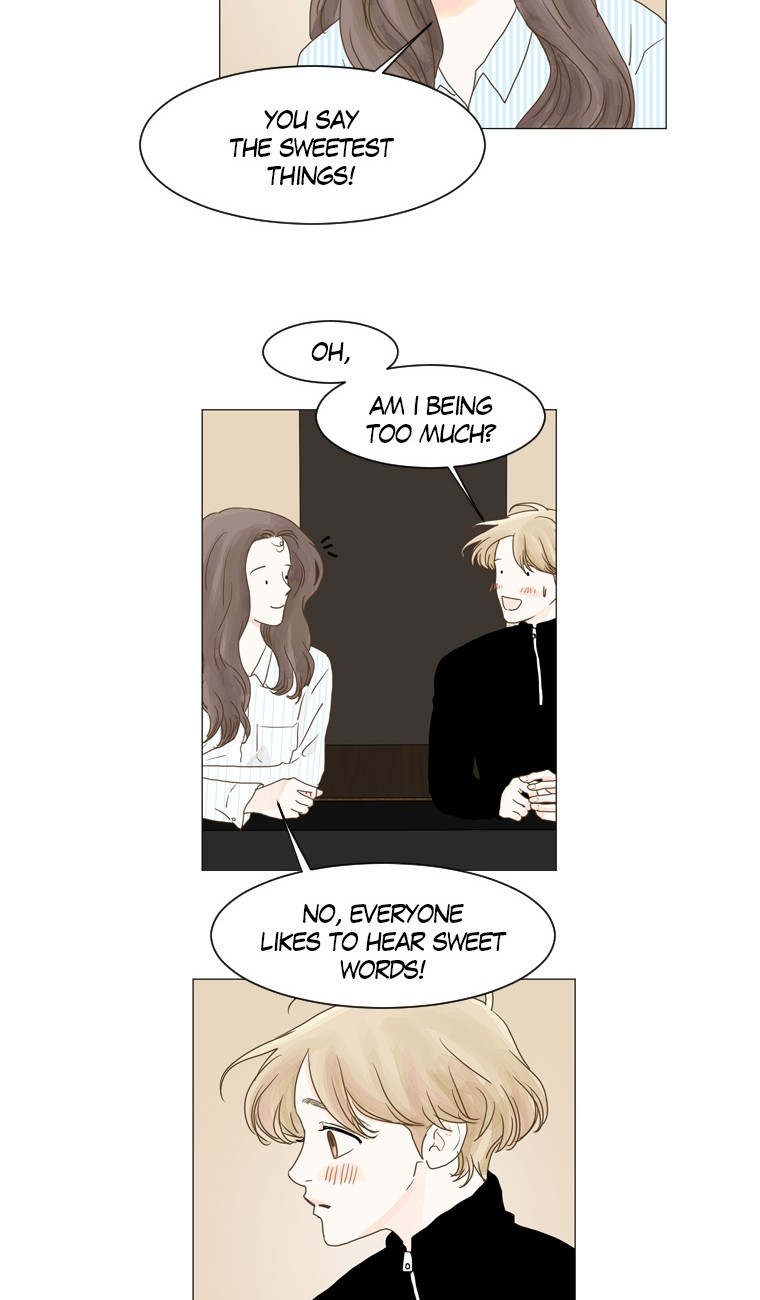 YOU SAY
THE SWEETEST
THINGS!
OH,
AM I BEING
TOO MUCH?
NO, EVERYONE
LIKES TO HEAR SWEET
WORDS!